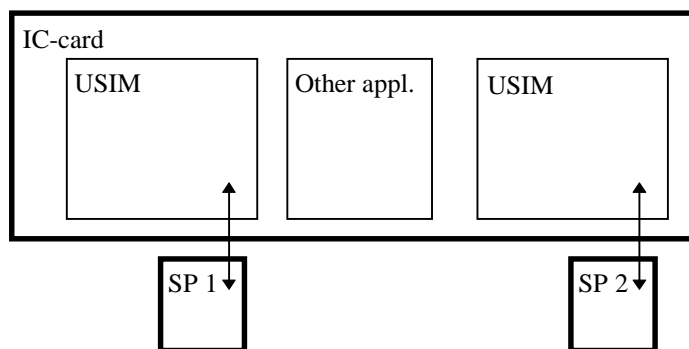 IC-card
USIM
Other appl.
USIM
SP 1
SP 2